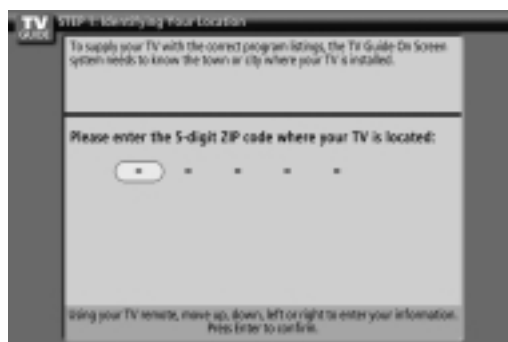 TV
GUIDE
STEP 1: Identifying Your Location
To supply your TV with the correct program listings, the TV Guide On Screen
system needs to know the town or city where your TV is installed.
Please enter the 5-digit ZIP code where your TV is located:
- - - - -
Using your TV remote, move up, down, left or right to enter your information.
Press Enter to confirm.